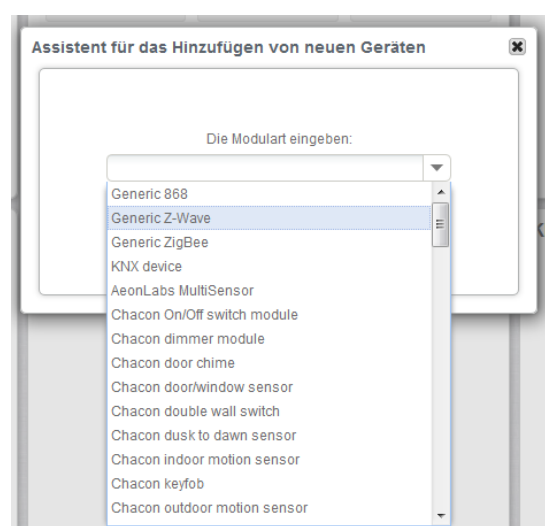 Assistent für das Hinzufügen von neuen Geräten
Die Modulart eingeben:
Generic 868
Generic Z-Wave
Generic ZigBee
KNX device
AeonLabs MultiSensor
Chacon On/Off switch module
Chacon dimmer module
Chacon door chime
Chacon door/window sensor
Chacon double wall switch
Chacon dusk to dawn sensor
Chacon indoor motion sensor
Chacon keyfob
Chacon outdoor motion sensor